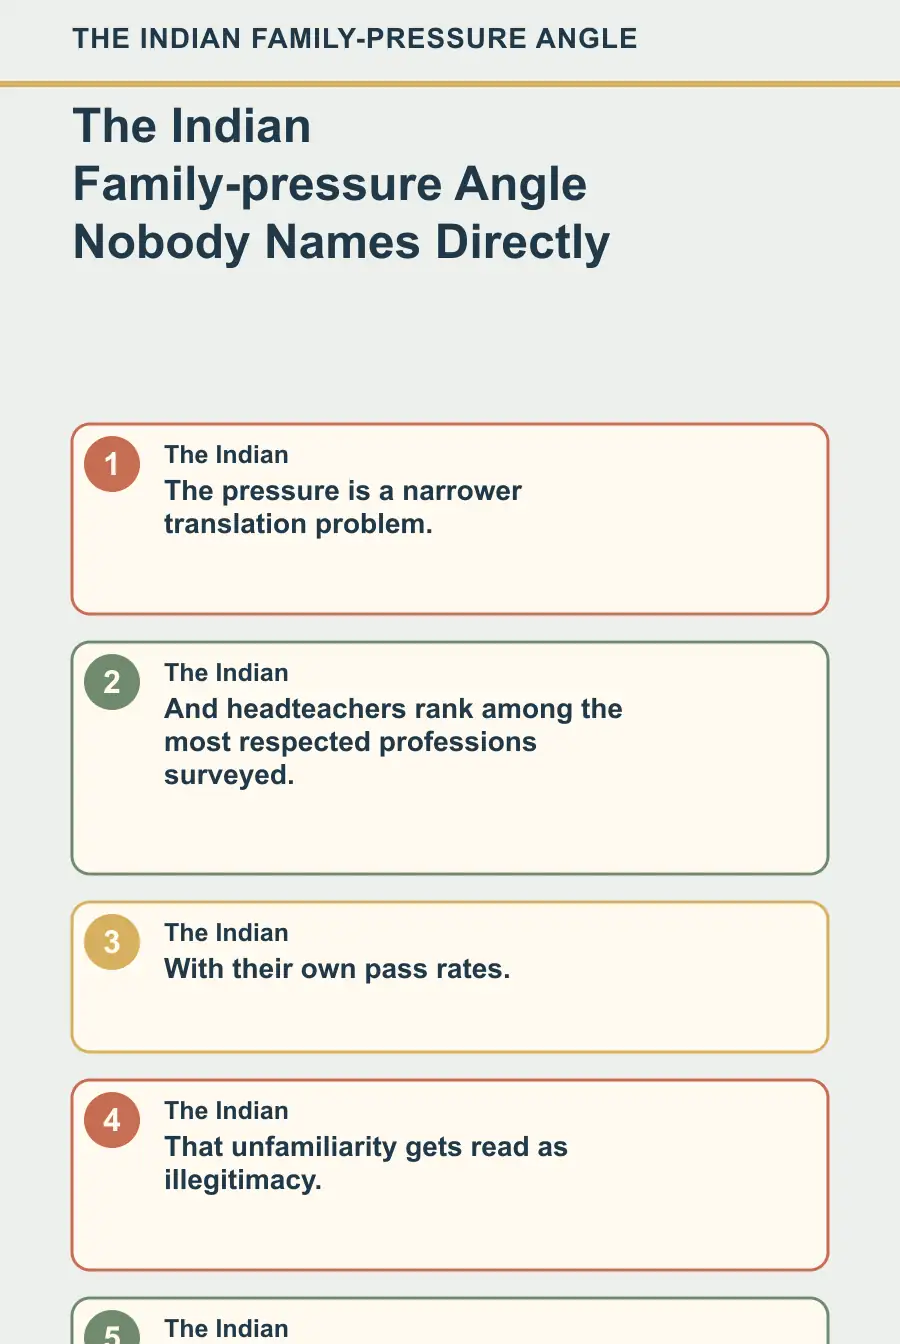 THE INDIAN FAMILY-PRESSURE ANGLE
The Indian
Family-pressure Angle
Nobody Names Directly
1
The Indian
The pressure is a narrower
translation problem.
2
The Indian
And headteachers rank among the
most respected professions
surveyed.
3
The Indian
With their own pass rates.
4
The Indian
That unfamiliarity gets read as
illegitimacy.
5
The Indian